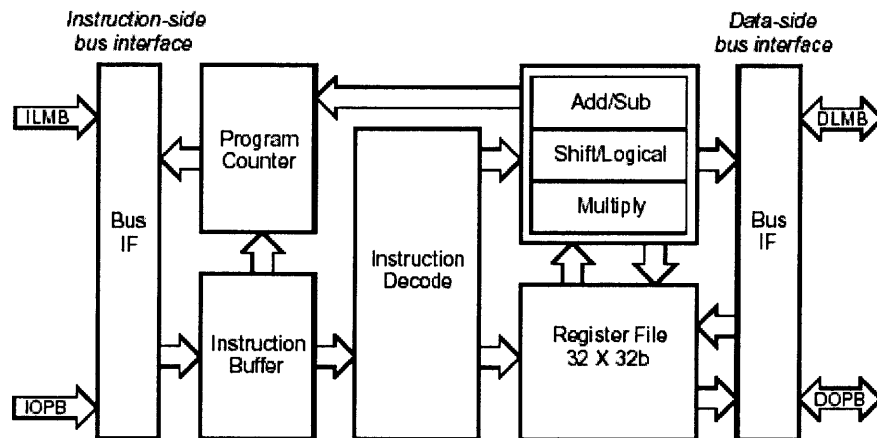 Instruction-side
bus interface
Data-side
bus interface
ILMB
Bus
IF
IOPB
Program
Counter
Instruction
Buffer
Instruction
Decode
Add/Sub
Shift/Logical
Multiply
Register File
32 X 32b
Bus
IF
DLMB
DOPB